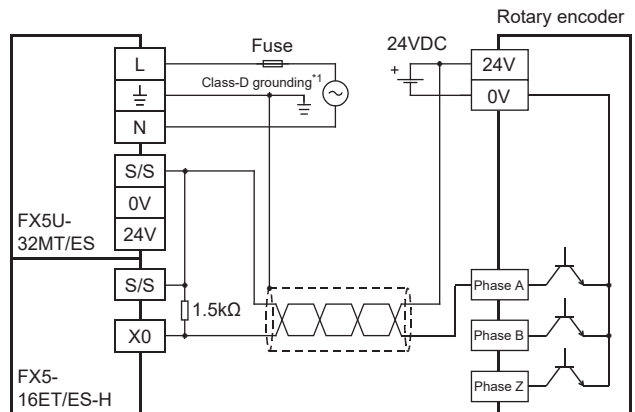 Rotary encoder
Fuse
24VDC
L
24V
+
Class-D grounding*1
0V
N
S/S
0V
FX5U-
32MT/ES
24V
S/S
Phase A
1.5kΩ
X0
Phase B
FX5-
16ET/ES-H
Phase Z